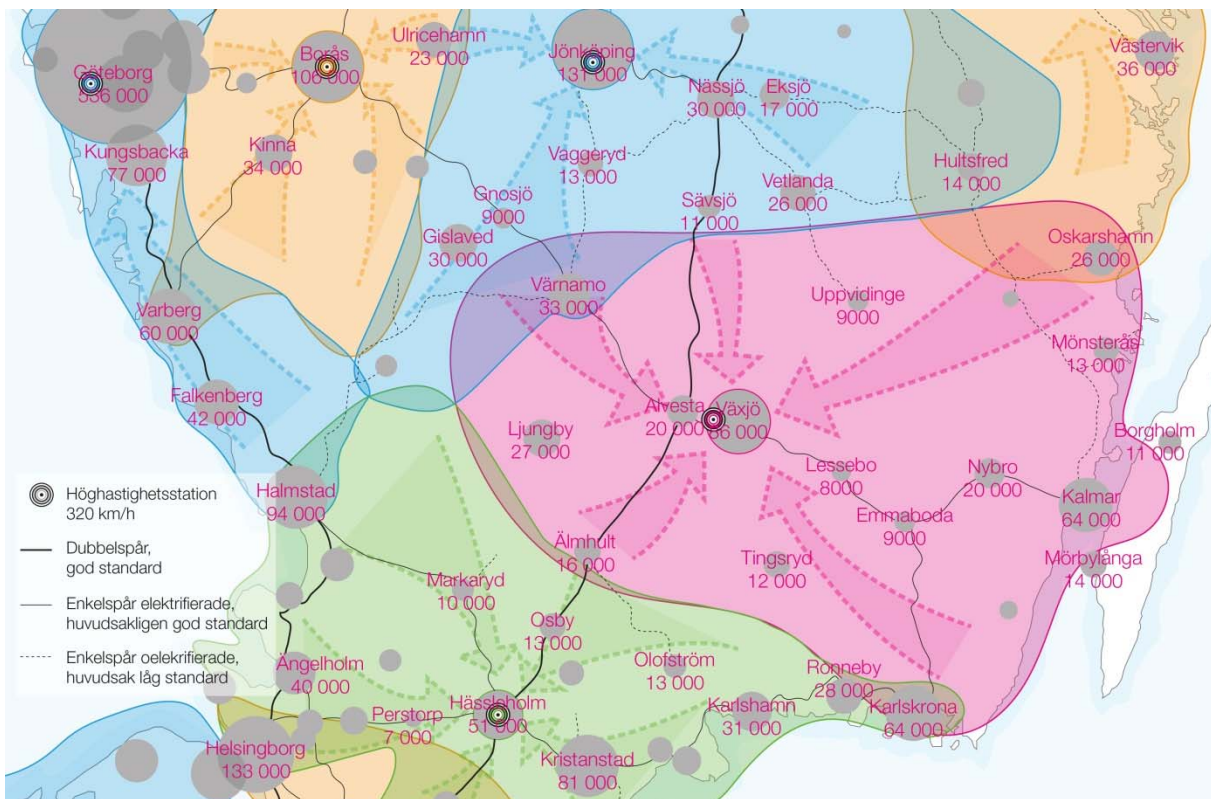 Göteborg
536 000
Borås
106 000
Ulricehamn
23 000
Jönköping
131 000
Västervik
36 000
Nässjö
30 000
Eksjö
17 000
Kungsbacka
77 000
Kinna
34 000
Vaggeryd
13 000
Hultsfred
14 000
Vetlanda
26 000
Gnosjö
9000
Sävsjö
11 000
Gislaved
30 000
Oskarshamn
26 000
Värnamo
33 000
Uppvidinge
9000
Varberg
60 000
Mönsterås
13 000
Falkenberg
42 000
Alvesta
20 000
Växjö
86 000
Ljungby
27 000
Borgholm
11 000
Lessebo
8000
Nybro
20 000
Kalmar
64 000
Halmstad
94 000
Emmaboda
9000
Älmhult
16 000
Tingsryd
12 000
Mörbylånga
14 000
Markaryd
10 000
Osby
13 000
Olofström
13 000
Ronneby
28 000
Karlskrona
64 000
Karlshamn
31 000
Ängelholm
40 000
Hässleholm
51 000
Perstorp
7 000
Helsingborg
133 000
Kristanstad
81 000
Höghastighetsstation
320 km/h
Dubbelspår,
god standard
Enkelspår elektrifierade,
huvudsakligen god standard
Enkelspår oelekrifierade,
huvudsak låg standard